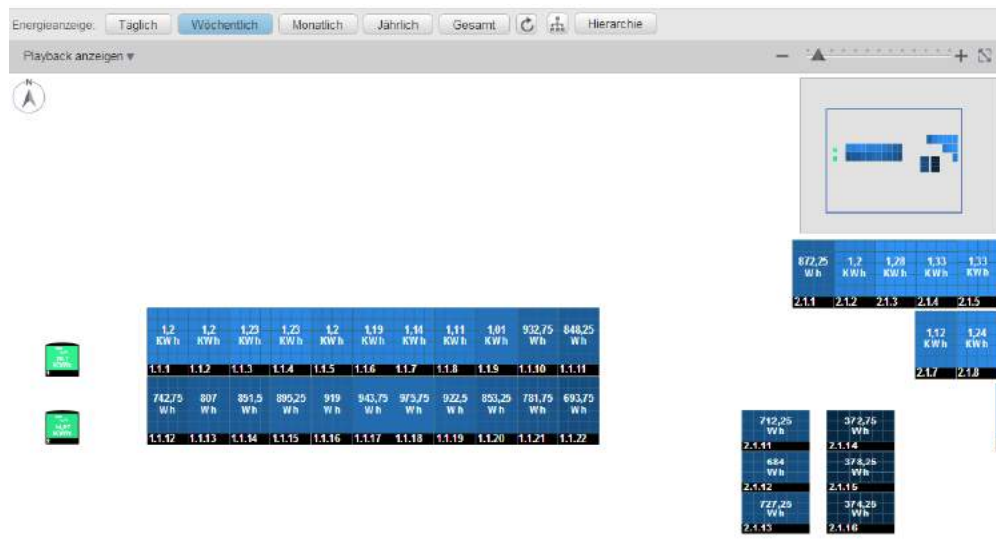 Energieanzeige: Täglich Wöchentlich Monatlich Jährlich Gesamt Hierarchie
Playback anzeigen
N
872,25 1,2 1,28 1,33 1,33
Wh KWh KWh KWh KWh
2.1.1 2.1.2 2.1.3 2.1.4 2.1.5
1,2 1,2 1,23 1,23 1,2 1,19 1,14 1,11 1,01 932,75 848,25
KWh KWh KWh KWh KWh KWh KWh KWh KWh Wh Wh
1.1.1 1.1.2 1.1.3 1.1.4 1.1.5 1.1.6 1.1.7 1.1.8 1.1.9 1.1.10 1.1.11
1,12 1,24
KWh KWh
2.1.7 2.1.8
742,75 807 851,5 895,25 919 943,75 975,75 922,5 853,25 781,75 693,75
Wh Wh Wh Wh Wh Wh Wh Wh Wh Wh Wh
1.1.12 1.1.13 1.1.14 1.1.15 1.1.16 1.1.17 1.1.18 1.1.19 1.1.20 1.1.21 1.1.22
712,25 372,75
Wh Wh
2.1.11 2.1.14
684 378,25
Wh Wh
2.1.12 2.1.15
727,25 374,25
Wh Wh
2.1.13 2.1.16